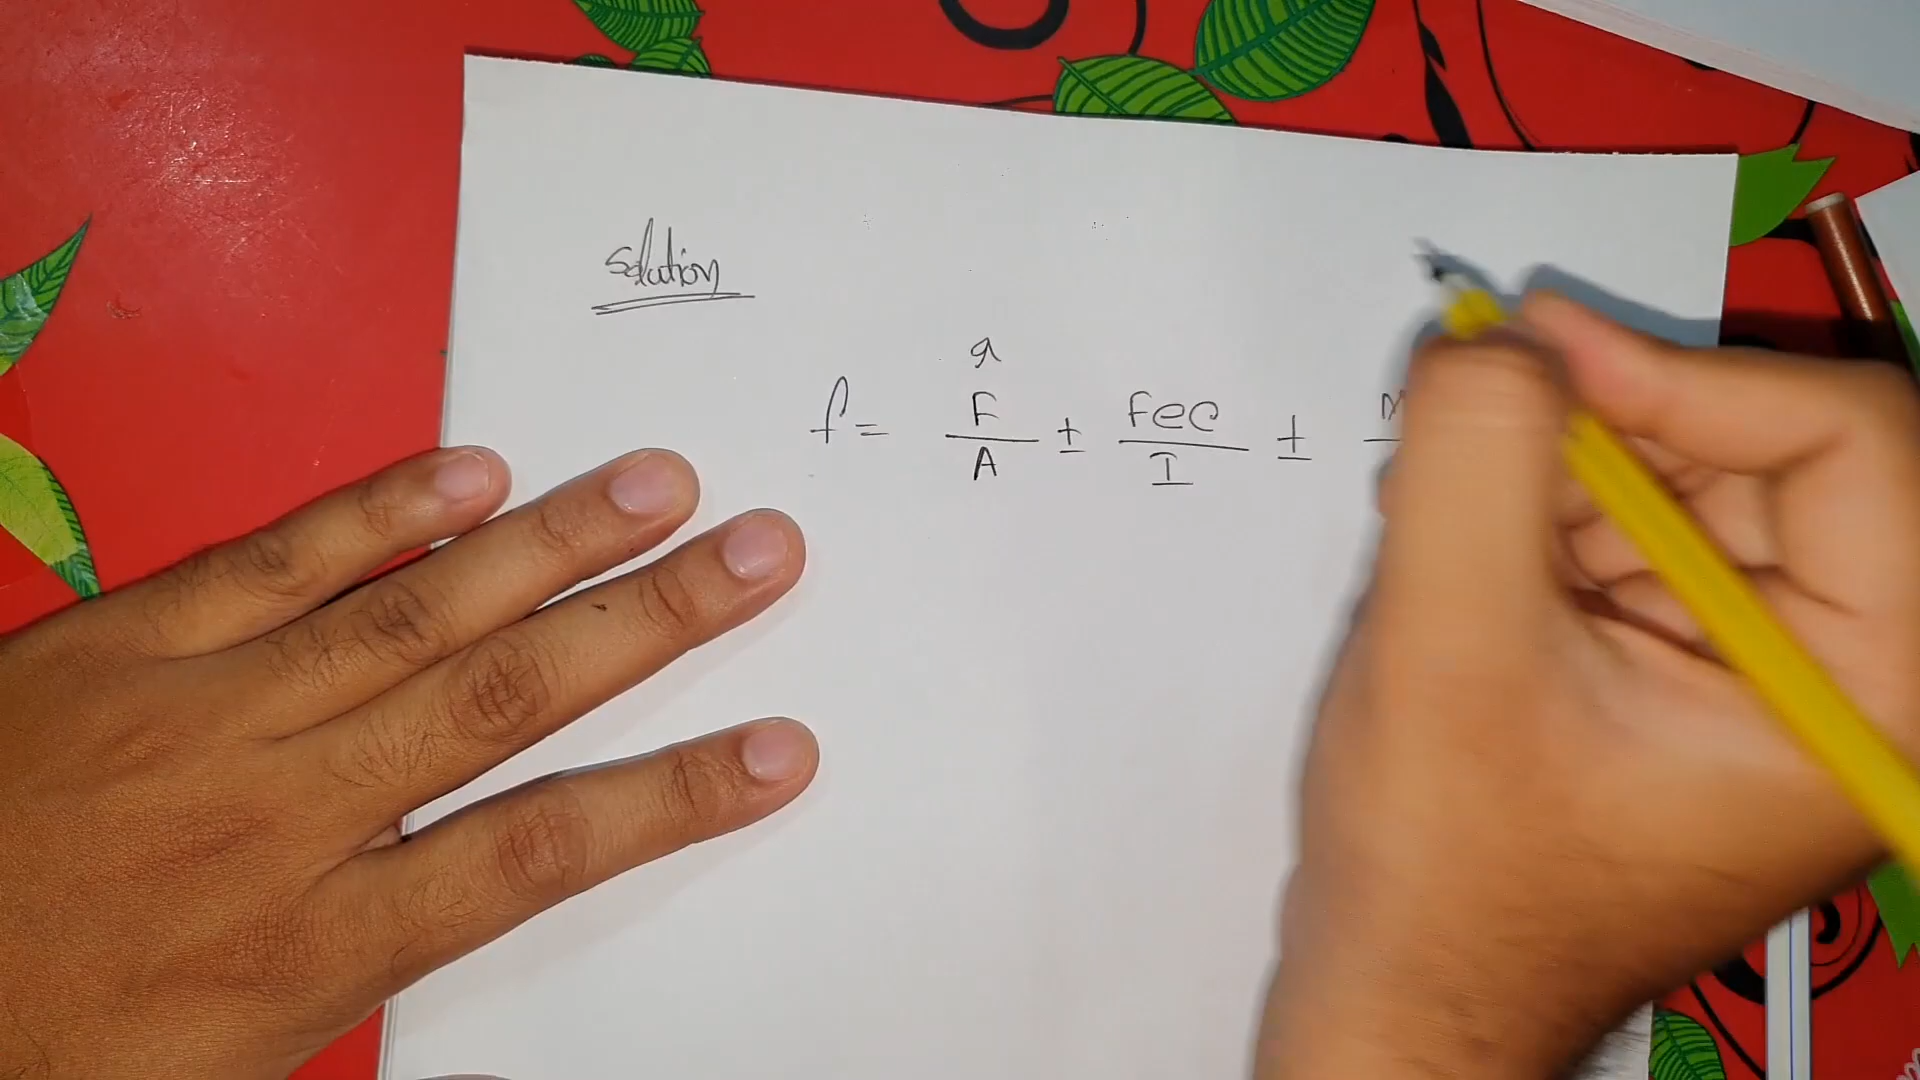 Solution
a
f = F/A ± Fec/I ±